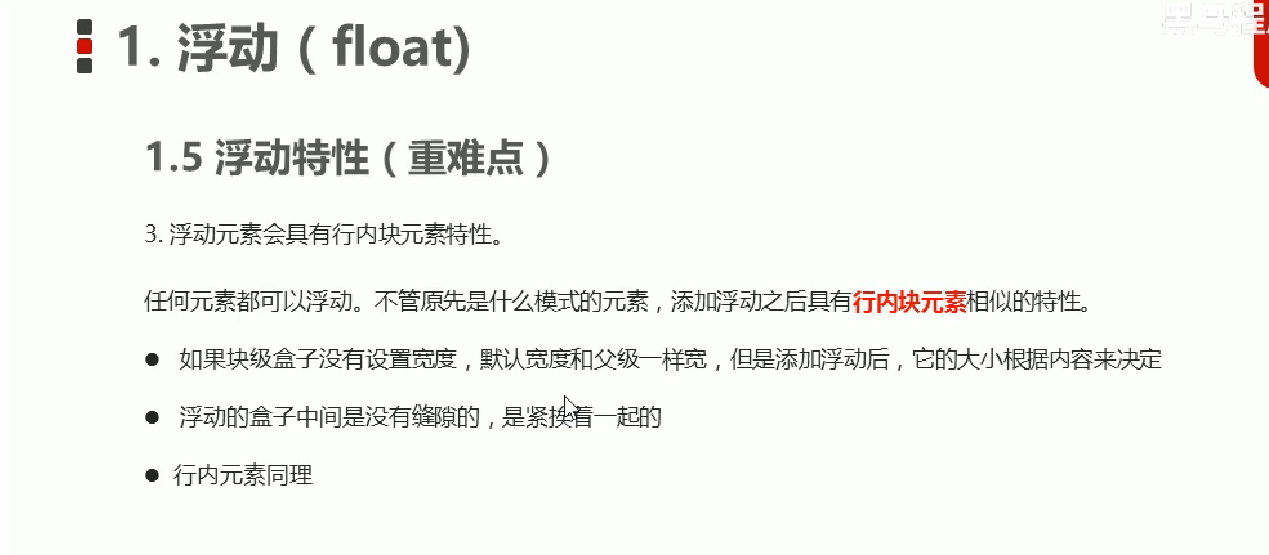 黑马程
1. 浮动（float)
1.5 浮动特性（重难点）
3. 浮动元素会具有行内块元素特性。
任何元素都可以浮动。不管原先是什么模式的元素，添加浮动之后具有行内块元素相似的特性。
● 如果块级盒子没有设置宽度，默认宽度和父级一样宽，但是添加浮动后，它的大小根据内容来决定
● 浮动的盒子中间是没有缝隙的，是紧挨着一起的
● 行内元素同理